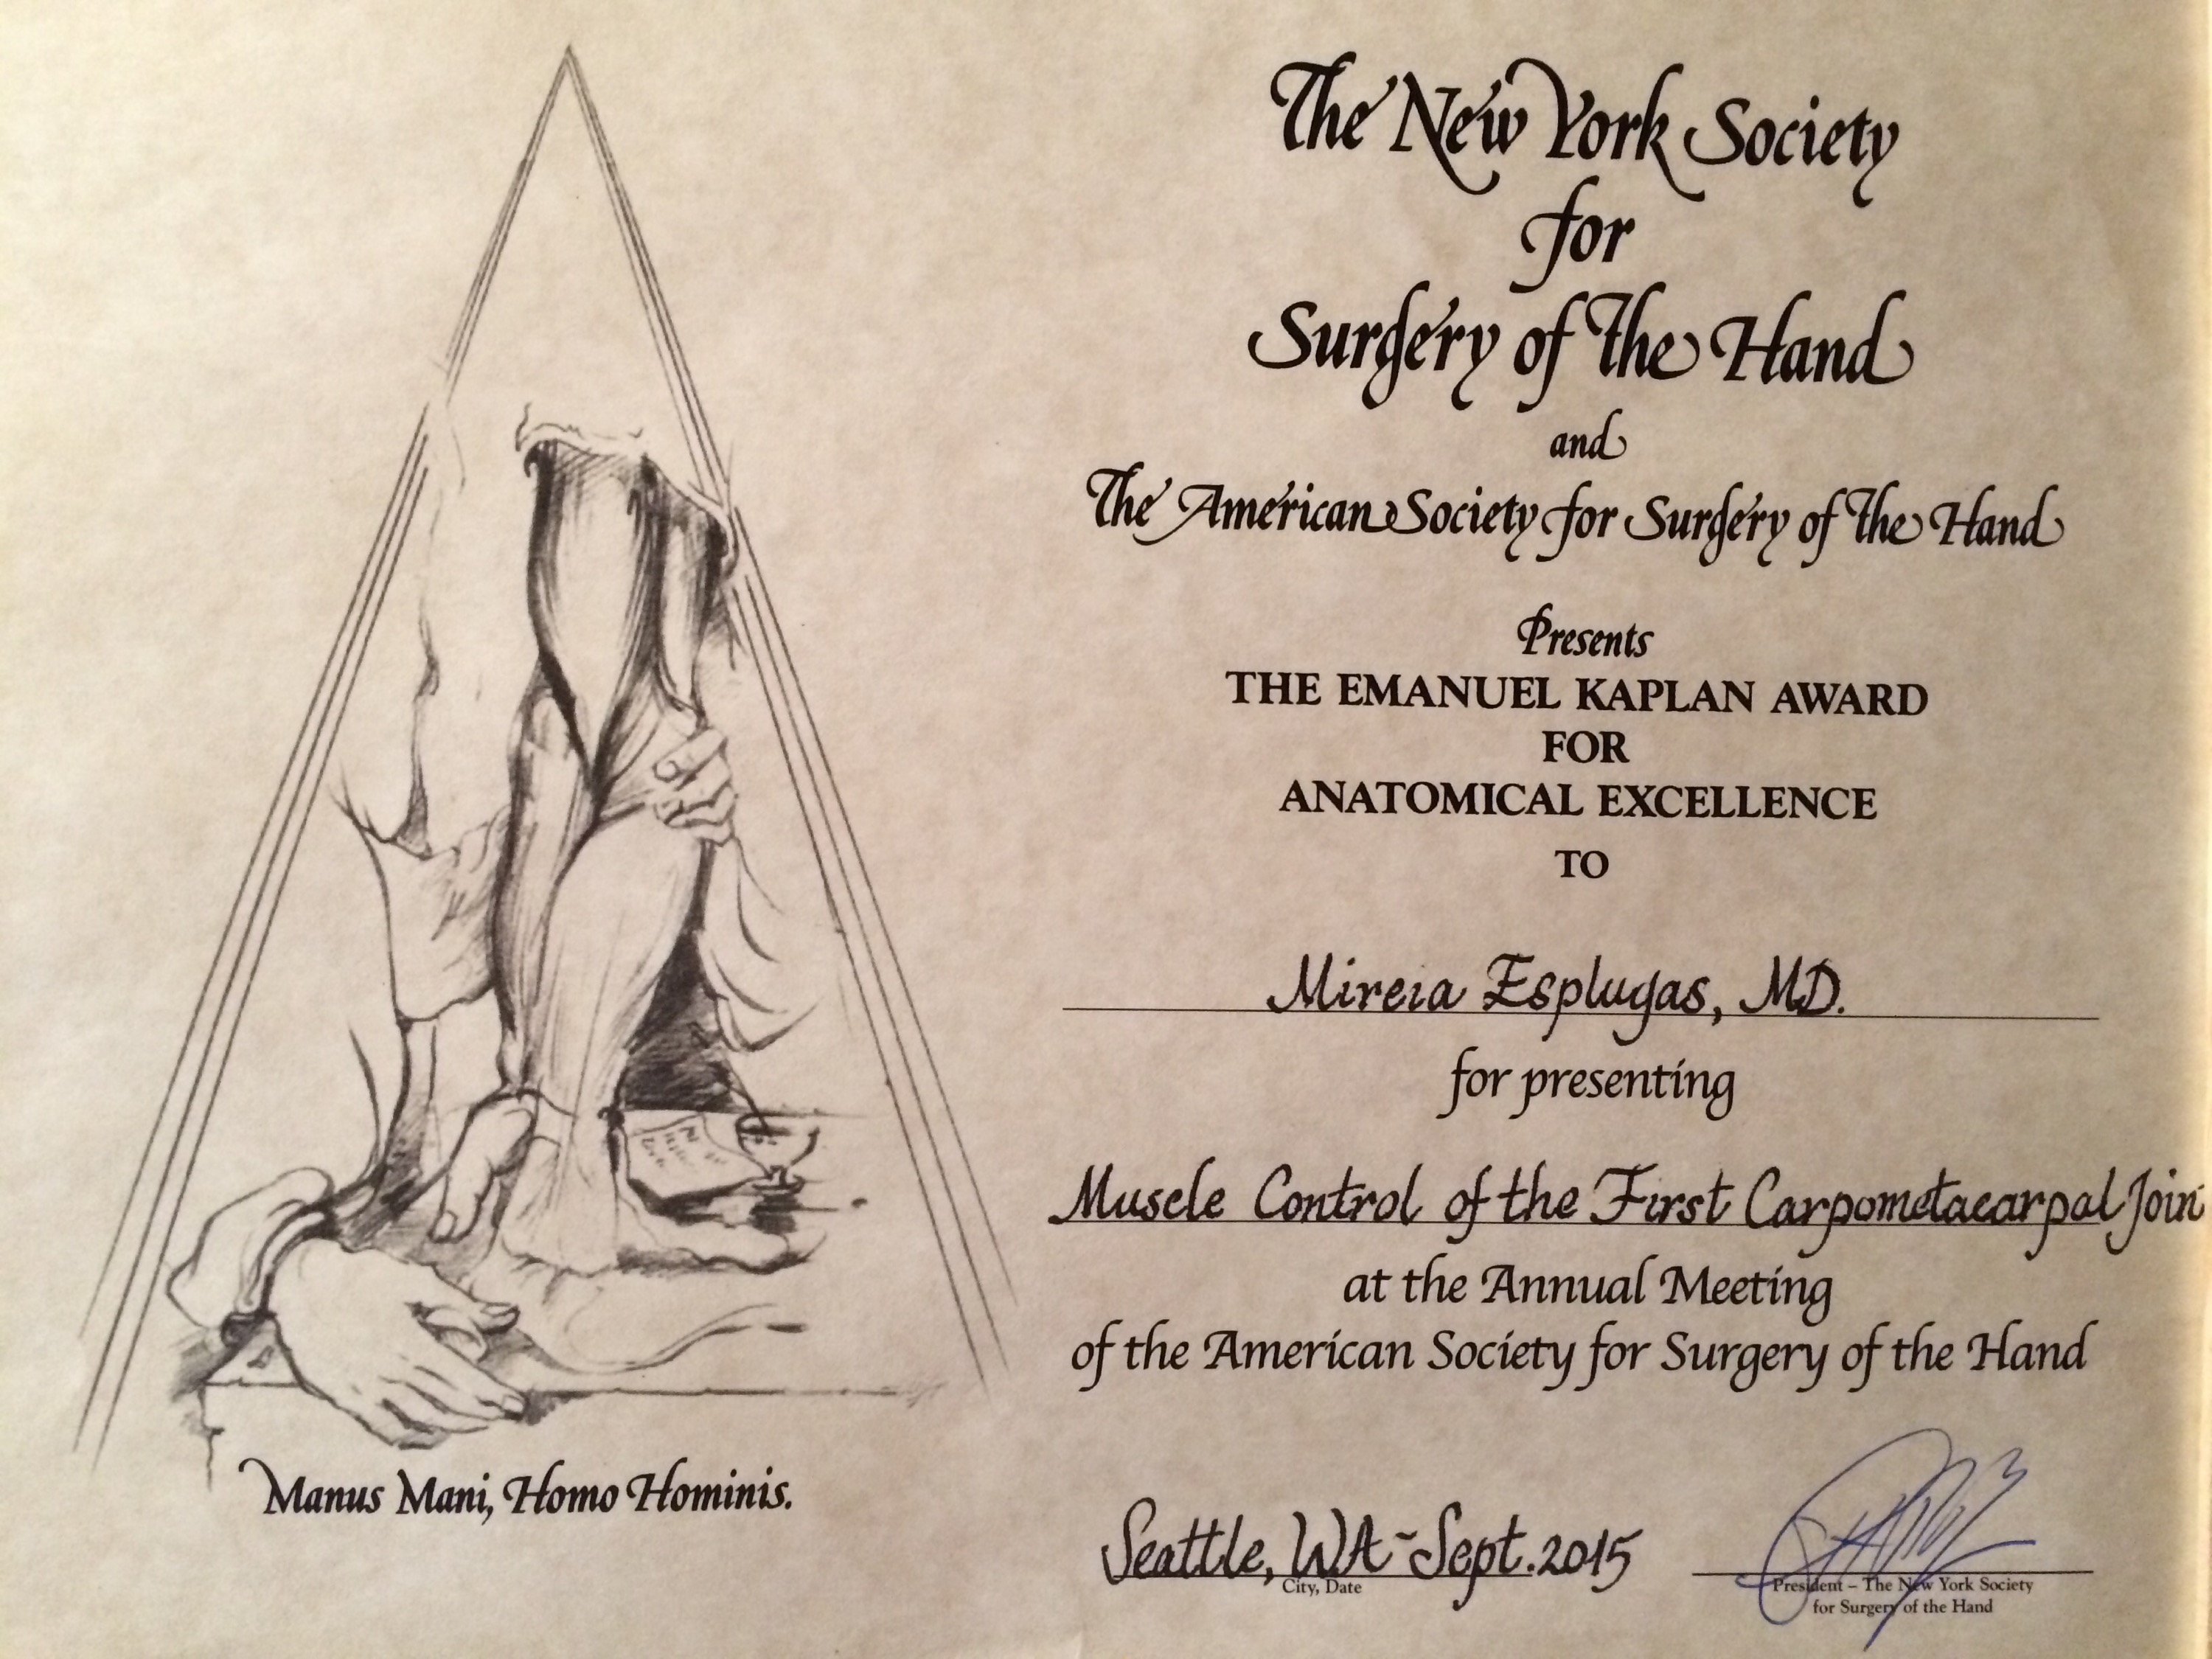 The New York Society
for
Surgery of the Hand
and
The American Society for Surgery of the Hand
Presents
THE EMANUEL KAPLAN AWARD
FOR
ANATOMICAL EXCELLENCE
TO
Mireia Esplugas, MD.
for presenting
Muscle Control of the First Carpometacarpal Join
at the Annual Meeting
of the American Society for Surgery of the Hand
Manus Mani, Homo Hominis.
Seattle, WA - Sept. 2015
City, Date
President – The New York Society
for Surgery of the Hand